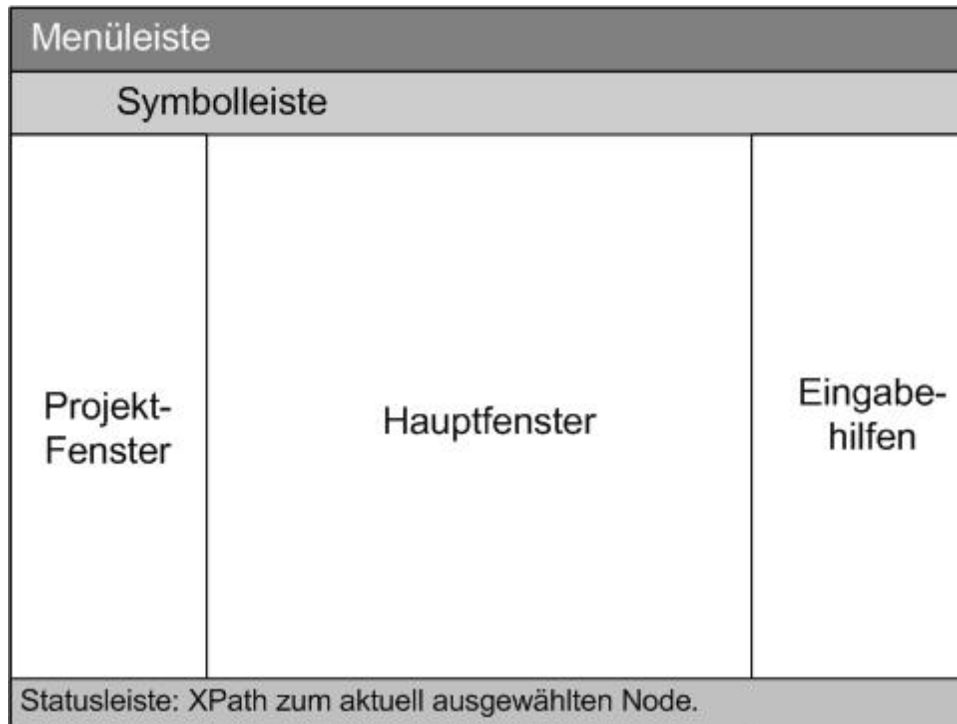 Menüleiste
Symbolleiste
Projekt-
Fenster
Hauptfenster
Eingabe-
hilfen
Statusleiste: XPath zum aktuell ausgewählten Node.